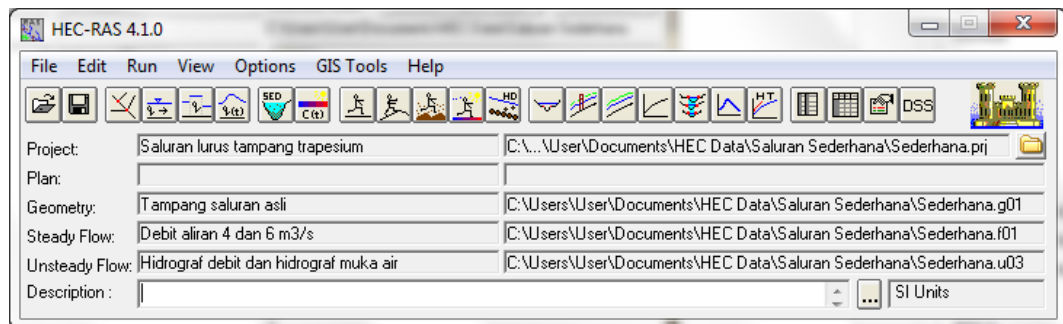 HEC-RAS 4.1.0
File Edit Run View Options GIS Tools Help
SED C(t) HD HT DSS
Project: Saluran lurus tampang trapesium C:\...\User\Documents\HEC Data\Saluran Sederhana\Sederhana.prj
Plan:
Geometry: Tampang saluran asli C:\Users\User\Documents\HEC Data\Saluran Sederhana\Sederhana.g01
Steady Flow: Debit aliran 4 dan 6 m3/s C:\Users\User\Documents\HEC Data\Saluran Sederhana\Sederhana.f01
Unsteady Flow: Hidrograf debit dan hidrograf muka air C:\Users\User\Documents\HEC Data\Saluran Sederhana\Sederhana.u03
Description : ... SI Units